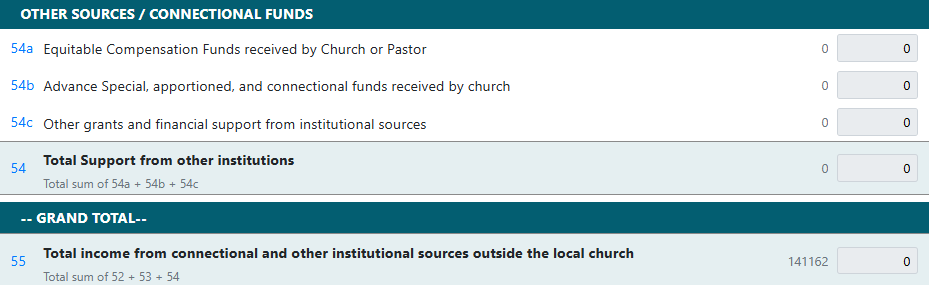 OTHER SOURCES / CONNECTIONAL FUNDS
54a Equitable Compensation Funds received by Church or Pastor 0 0
54b Advance Special, apportioned, and connectional funds received by church 0 0
54c Other grants and financial support from institutional sources 0 0
54 Total Support from other institutions 0 0
Total sum of 54a + 54b + 54c
-- GRAND TOTAL--
55 Total income from connectional and other institutional sources outside the local church 141162 0
Total sum of 52 + 53 + 54